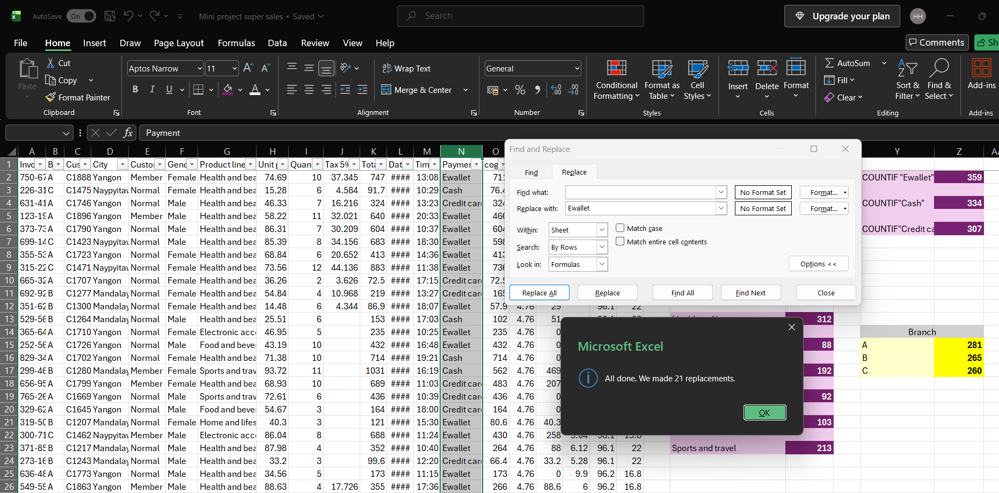 AutoSave On Mini project super sales • Saved Search Upgrade your plan HH
File Home Insert Draw Page Layout Formulas Data Review View Help Comments Sh
Paste Cut Copy Format Painter Clipboard
Aptos Narrow 11 B I U A Font
Wrap Text Merge & Center Alignment
General % Number
Conditional Formatting Format as Table Cell Styles Styles
Insert Delete Format Cells
AutoSum Fill Clear Sort & Filter Find & Select Editing
Add-ins Add-ins
fx Payment
A B C D E F G H I J K L M N O Y Z AA
1 Invo B Cus City Custo Gend Product line Unit Quan Tax 5% Tota Dat Tim Paymen cog
2 750-67 A C1888 Yangon Member Female Health and bea 74.69 10 37.345 747 #### 13:08 Ewallet 711 COUNTIF "Ewallet" 359
3 226-31 C C1475 Naypyitav Normal Female Health and bea 15.28 6 4.584 91.7 #### 10:29 Cash 76.4
4 631-41 A C1746 Yangon Normal Male Health and bea 46.33 7 16.216 324 #### 13:23 Credit car 324 COUNTIF"Cash" 334
5 123-19 A C1896 Yangon Member Male Health and bea 58.22 11 32.021 640 #### 20:33 Ewallet 466
6 373-73 A C1790 Yangon Normal Male Health and bea 86.31 7 30.209 604 #### 10:37 Ewallet 604 COUNTIF"Credit ca 307
7 699-14 C C1423 Naypyitav Normal Male Health and bea 85.39 8 34.156 683 #### 18:30 Ewallet 598
8 355-53 A C1723 Yangon Normal Female Health and bea 68.84 6 20.652 413 #### 14:36 Ewallet 413
9 315-22 C C1471 Naypyitav Normal Female Health and bea 73.56 12 44.136 883 #### 11:38 Ewallet 736
10 665-32 A C1707 Yangon Normal Female Health and bea 36.26 2 3.626 72.5 #### 17:15 Credit car 72.5
11 692-92 B C1277 Mandalay Normal Female Health and bea 54.84 4 10.968 219 #### 13:27 Credit car 165
12 351-62 B C1300 Mandalay Normal Female Health and bea 14.48 6 4.344 86.9 #### 18:07 Ewallet 57.9 4.76 29 96.1 22
13 529-56 B C1264 Mandalay Normal Male Health and bea 25.51 6 153 #### 17:03 Cash 102 4.76 51 312
14 365-64 A C1710 Yangon Normal Female Electronic acce 46.95 5 235 #### 10:25 Ewallet 235 4.76 0 Branch
15 252-56 A C1726 Yangon Normal Male Food and beve 43.19 10 432 #### 16:48 Ewallet 432 4.76 0 88 A 281
16 829-34 A C1702 Yangon Normal Female Health and bea 71.38 10 714 #### 19:21 Cash 714 4.76 0 B 265
17 299-46 B C1280 Mandalay Member Female Sports and trav 93.72 11 1031 #### 16:19 Cash 562 4.76 469 192 C 260
18 656-95 A C1799 Yangon Member Female Health and bea 68.93 10 689 #### 11:03 Credit car 483 4.76 207
19 765-26 A C1669 Yangon Normal Male Sports and trav 72.61 6 436 #### 10:39 Credit car 436 4.76 0 92
20 329-62 A C1645 Yangon Normal Male Food and beve 54.67 3 164 #### 18:00 Credit car 164 4.76 0
21 319-50 B C1207 Mandalay Normal Female Home and lifes 40.3 3 121 #### 15:30 Ewallet 80.6 4.76 40.3 103
22 300-71 C C1462 Naypyitav Member Male Electronic acce 86.04 8 688 #### 11:24 Ewallet 430 4.76 258 5.04 96.1 15.8
23 371-85 B C1217 Mandalay Normal Male Health and bea 87.98 4 352 #### 10:40 Ewallet 264 4.76 88 6.12 96.1 22 Sports and travel 213
24 273-16 B C1243 Mandalay Normal Male Health and bea 33.2 3 99.6 #### 12:20 Credit car 66.4 4.76 33.2 5.28 96.1 22
25 636-48 A C1773 Yangon Normal Male Health and bea 34.56 5 173 #### 11:15 Ewallet 173 4.76 0 9.9 96.2 16.8
26 549-59 A C1863 Yangon Member Male Health and bea 88.63 4 17.726 355 #### 17:36 Ewallet 266 4.76 88.6 6 96.2 16.8
Find and Replace
Find Replace
Find what: No Format Set Format...
Replace with: Ewallet No Format Set Format...
Within: Sheet Match case
Search: By Rows Match entire cell contents
Look in: Formulas Options <<
Replace All Replace Find All Find Next Close
Microsoft Excel
All done. We made 21 replacements.
OK